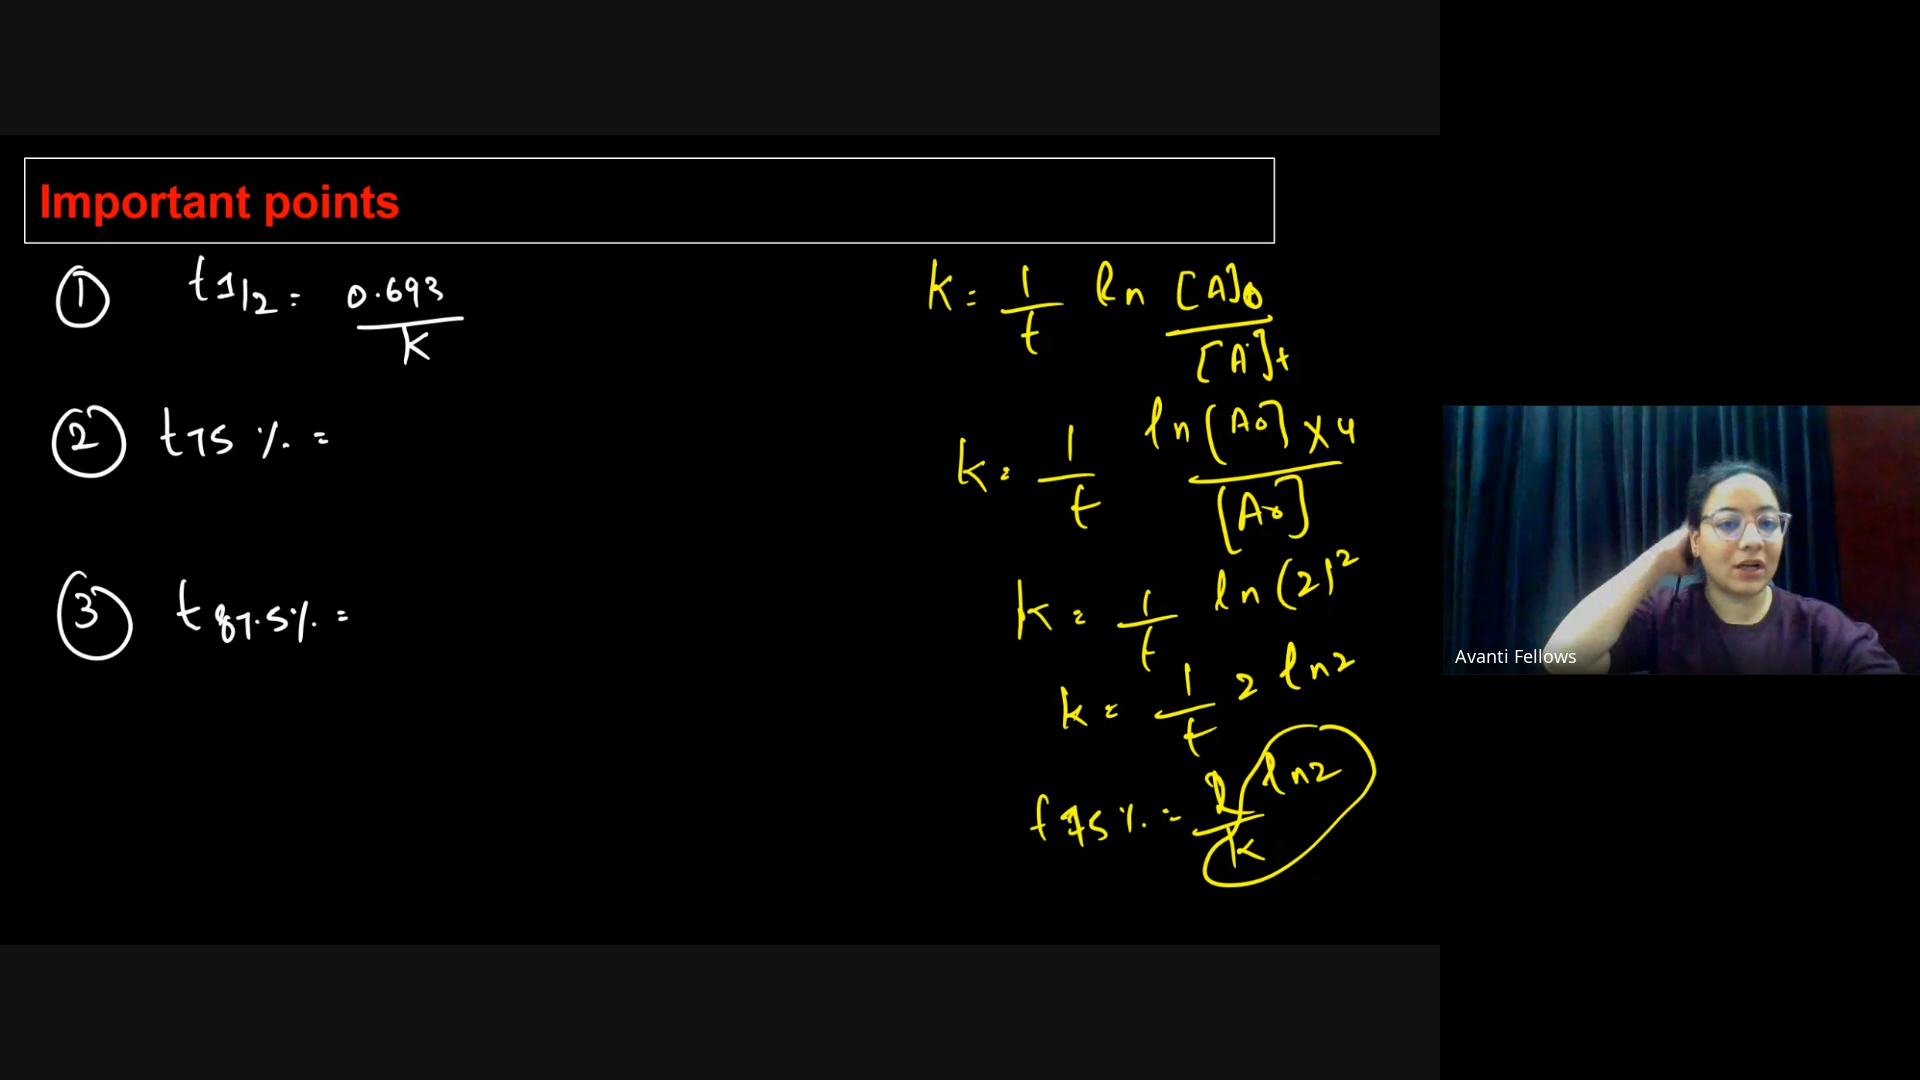 Important points
① t1/2 = 0.693/K
② t75 % =
③ t87.5% =
K = 1/t ln [A]0/[A]t
k = 1/t ln [A0] x 4/[A0]
K = 1/t ln (2)²
k = 1/t 2 ln2
t75 % = 2/k ln2
Avanti Fellows